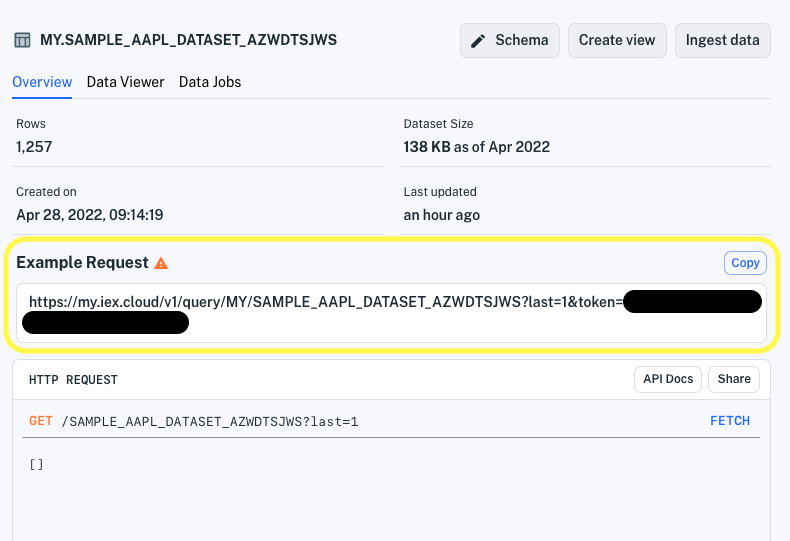 MY.SAMPLE_AAPL_DATASET_AZWDTSJWS
Schema
Create view
Ingest data
Overview
Data Viewer
Data Jobs
Rows
1,257
Dataset Size
138 KB as of Apr 2022
Created on
Apr 28, 2022, 09:14:19
Last updated
an hour ago
Example Request
Copy
https://my.iex.cloud/v1/query/MY/SAMPLE_AAPL_DATASET_AZWDTSJWS?last=1&token=
HTTP REQUEST
API Docs
Share
GET /SAMPLE_AAPL_DATASET_AZWDTSJWS?last=1
FETCH
[]